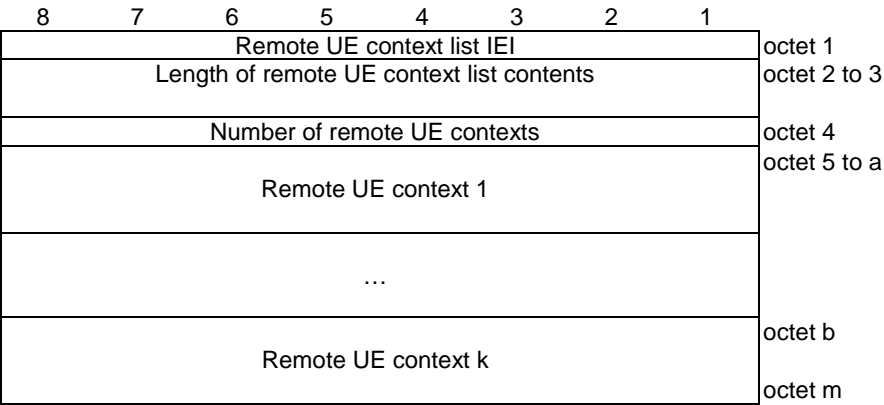 8 7 6 5 4 3 2 1
Remote UE context list IEI octet 1
Length of remote UE context list contents octet 2 to 3
Number of remote UE contexts octet 4
octet 5 to a
Remote UE context 1
…
octet b
Remote UE context k
octet m